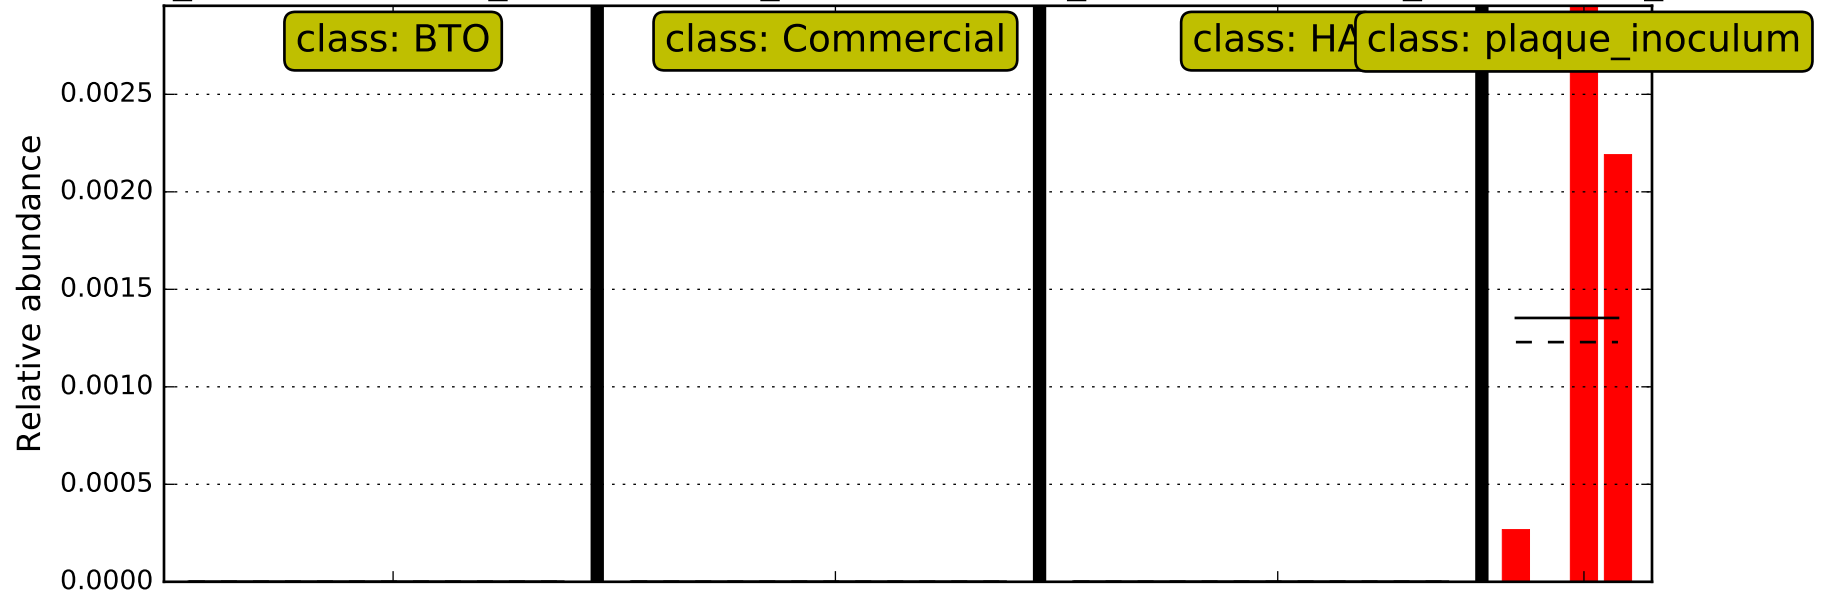 class: BTO
class: Commercial
class: HA
class: plaque_inoculum
0.0025
0.0020
0.0015
0.0010
0.0005
0.0000
Relative abundance